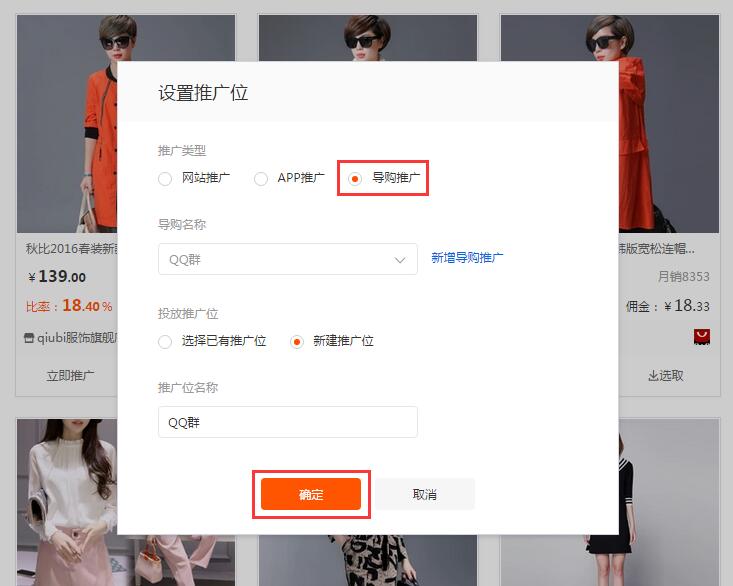 设置推广位
推广类型
网站推广 APP推广 导购推广
导购名称
QQ群 新增导购推广
投放推广位
选择已有推广位 新建推广位
推广位名称
QQ群
确定 取消
秋比2016春装新
¥139.00
比率：18.40%
qiubi服饰旗舰
立即推广
韩版宽松连帽...
月销8353
佣金：¥18.33
选取